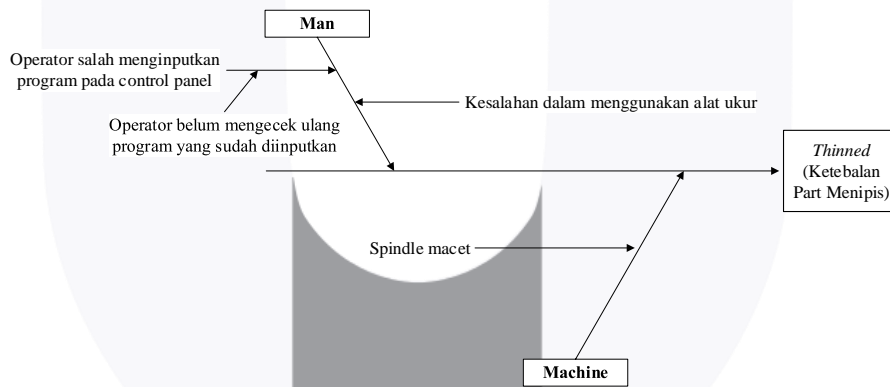 Man
Operator salah menginputkan
program pada control panel
Kesalahan dalam menggunakan alat ukur
Operator belum mengecek ulang
program yang sudah diinputkan
Thinned
(Ketebalan
Part Menipis)
Spindle macet
Machine